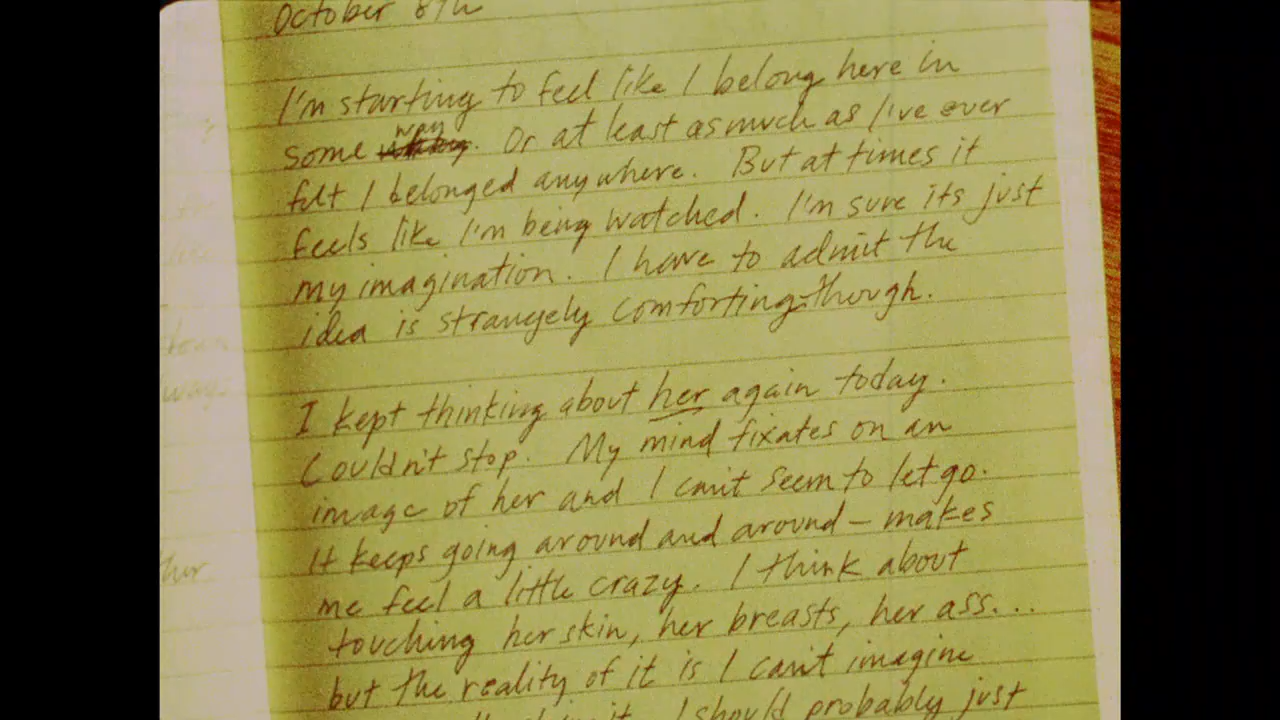 October 8th
I'm starting to feel like I belong here in
way
some . Or at least as much as I've ever
felt I belonged anywhere. But at times it
feels like I'm being watched. I'm sure its just
my imagination. I have to admit the
idea is strangely comforting though.
I kept thinking about her again today.
Couldn't stop. My mind fixates on an
image of her and I can't seem to let go.
It keeps going around and around – makes
me feel a little crazy. I think about
touching her skin, her breasts, her ass...
but the reality of it is I can't imagine
it. I should probably just
ther